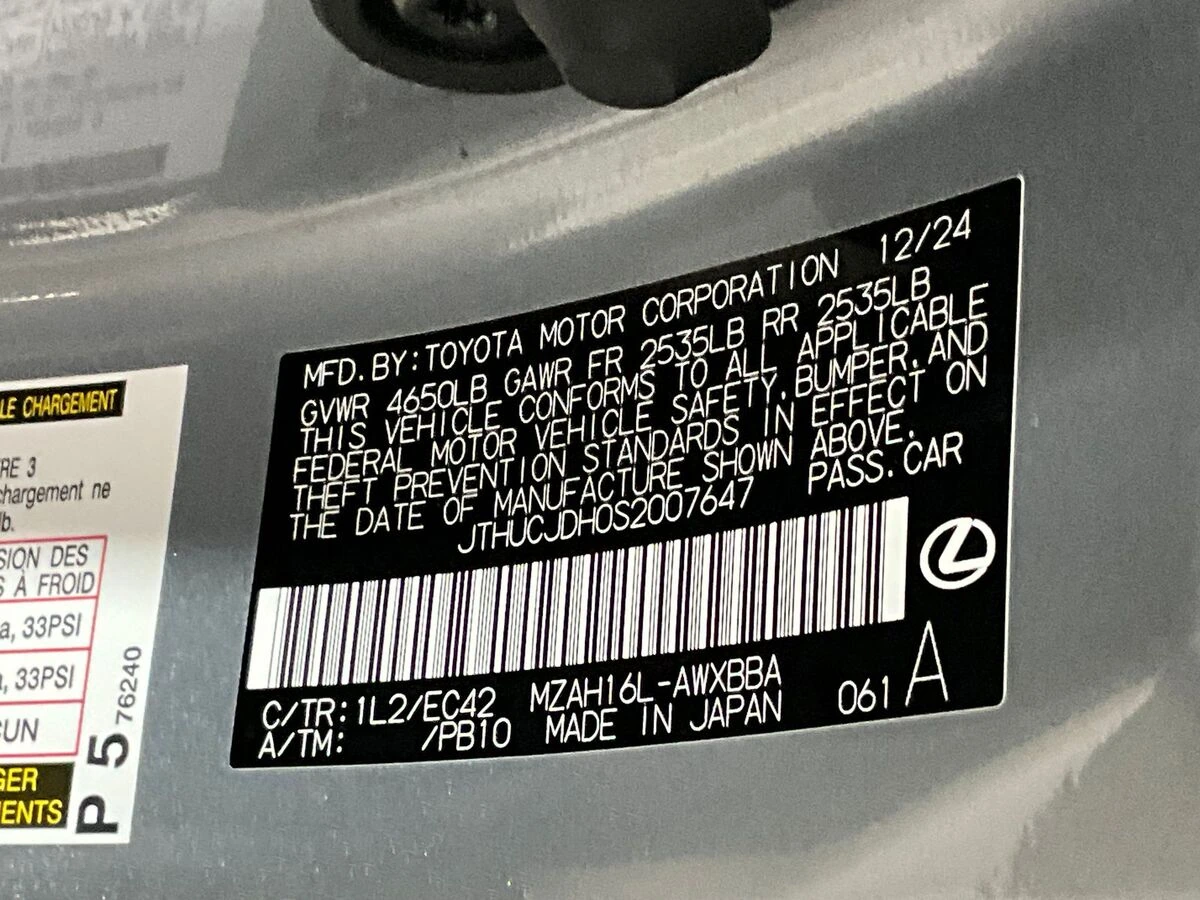 MFD. BY: TOYOTA MOTOR CORPORATION 12/24
GVWR 4650LB GAWR FR 2535LB RR 2535LB
THIS VEHICLE CONFORMS TO ALL APPLICABLE
FEDERAL MOTOR VEHICLE SAFETY, BUMPER, AND
THEFT PREVENTION STANDARDS IN EFFECT ON
THE DATE OF MANUFACTURE SHOWN ABOVE.
JTHUCJDH0S2007647 PASS. CAR
C/TR: 1L2/EC42 MZAH16L-AWXBBA
A/TM: /PB10 MADE IN JAPAN 061 A
LE CHARGEMENT
RE 3
chargement ne
lb.
SION DES
S À FROID
a, 33PSI
a, 33PSI
CUN
GER
ENTS
P 5 76240